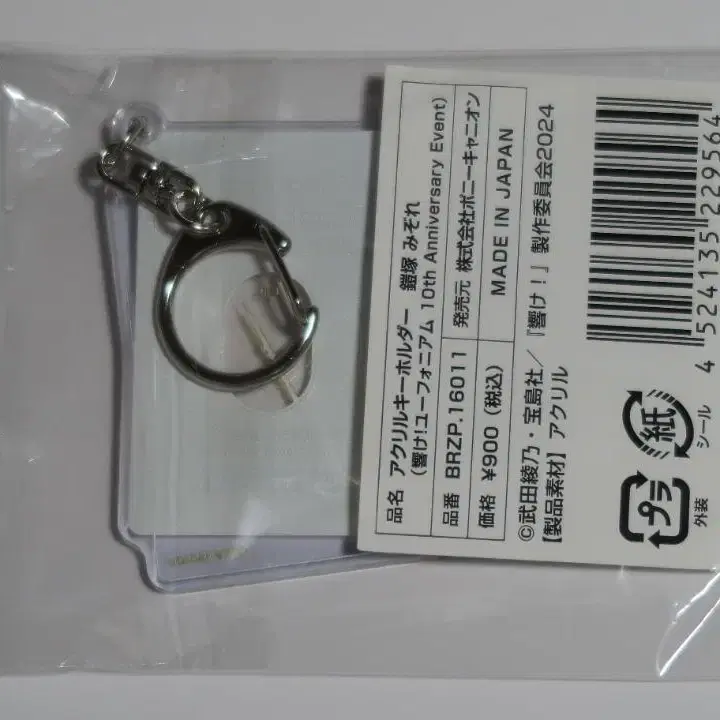 品名 アクリルキーホルダー 鎧塚 みぞれ
（響け！ユーフォニアム 10th Anniversary Event）
品番 BRZP.16011
発売元 株式会社ポニーキャニオン
価格 ¥900（税込）
MADE IN JAPAN
©武田綾乃・宝島社／『響け！』製作委員会2024
【製品素材】アクリル
4524135229564
プラ
外装
紙
シール